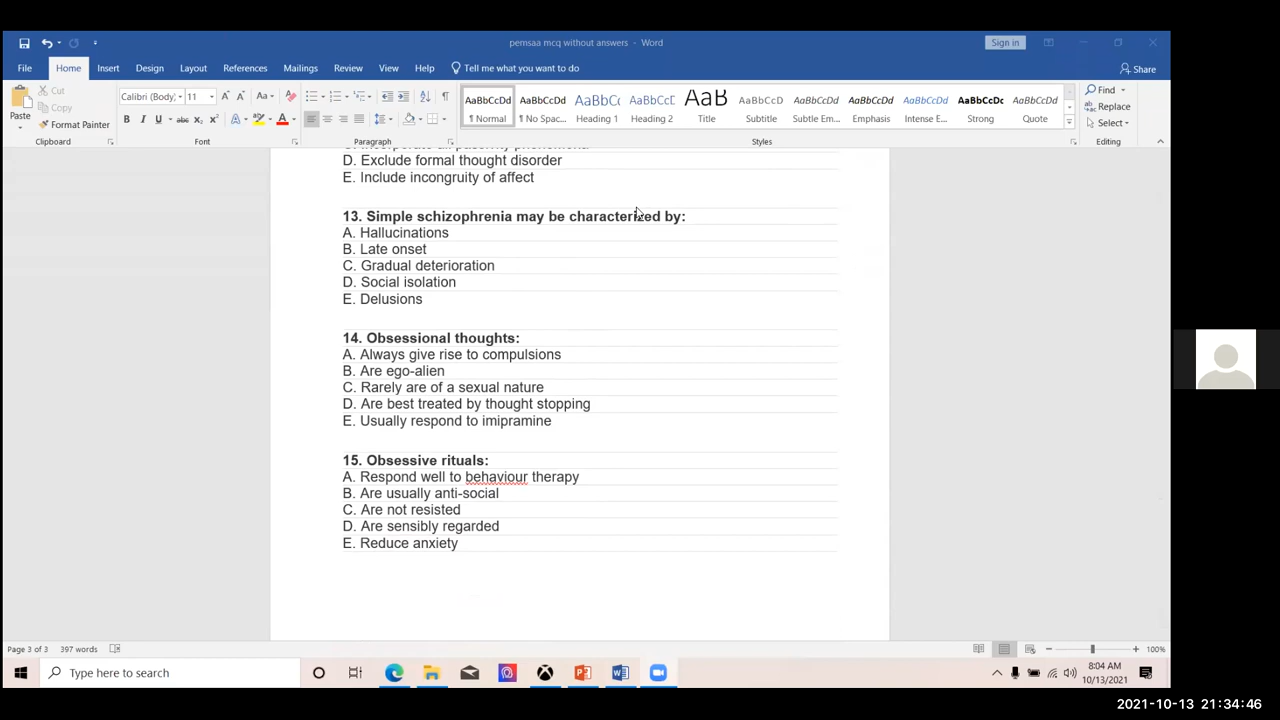 pemsaa mcq without answers - Word
Sign in
File Home Insert Design Layout References Mailings Review View Help Tell me what you want to do Share
Paste
Cut
Copy
Format Painter
Calibri (Body) 11
AaBbCcDd AaBbCcDd AaBbCc AaBbCcC AaB AaBbCcD AaBbCcDd AaBbCcDd AaBbCcDd AaBbCcDc AaBbCcDd
¶ Normal ¶ No Spac... Heading 1 Heading 2 Title Subtitle Subtle Em... Emphasis Intense E... Strong Quote
Find
Replace
Select
Clipboard Font Paragraph Styles Editing
D. Exclude formal thought disorder
E. Include incongruity of affect
13. Simple schizophrenia may be characterized by:
A. Hallucinations
B. Late onset
C. Gradual deterioration
D. Social isolation
E. Delusions
14. Obsessional thoughts:
A. Always give rise to compulsions
B. Are ego-alien
C. Rarely are of a sexual nature
D. Are best treated by thought stopping
E. Usually respond to imipramine
15. Obsessive rituals:
A. Respond well to behaviour therapy
B. Are usually anti-social
C. Are not resisted
D. Are sensibly regarded
E. Reduce anxiety
Page 3 of 3 397 words 100%
Type here to search
8:04 AM
10/13/2021
2021-10-13 21:34:46